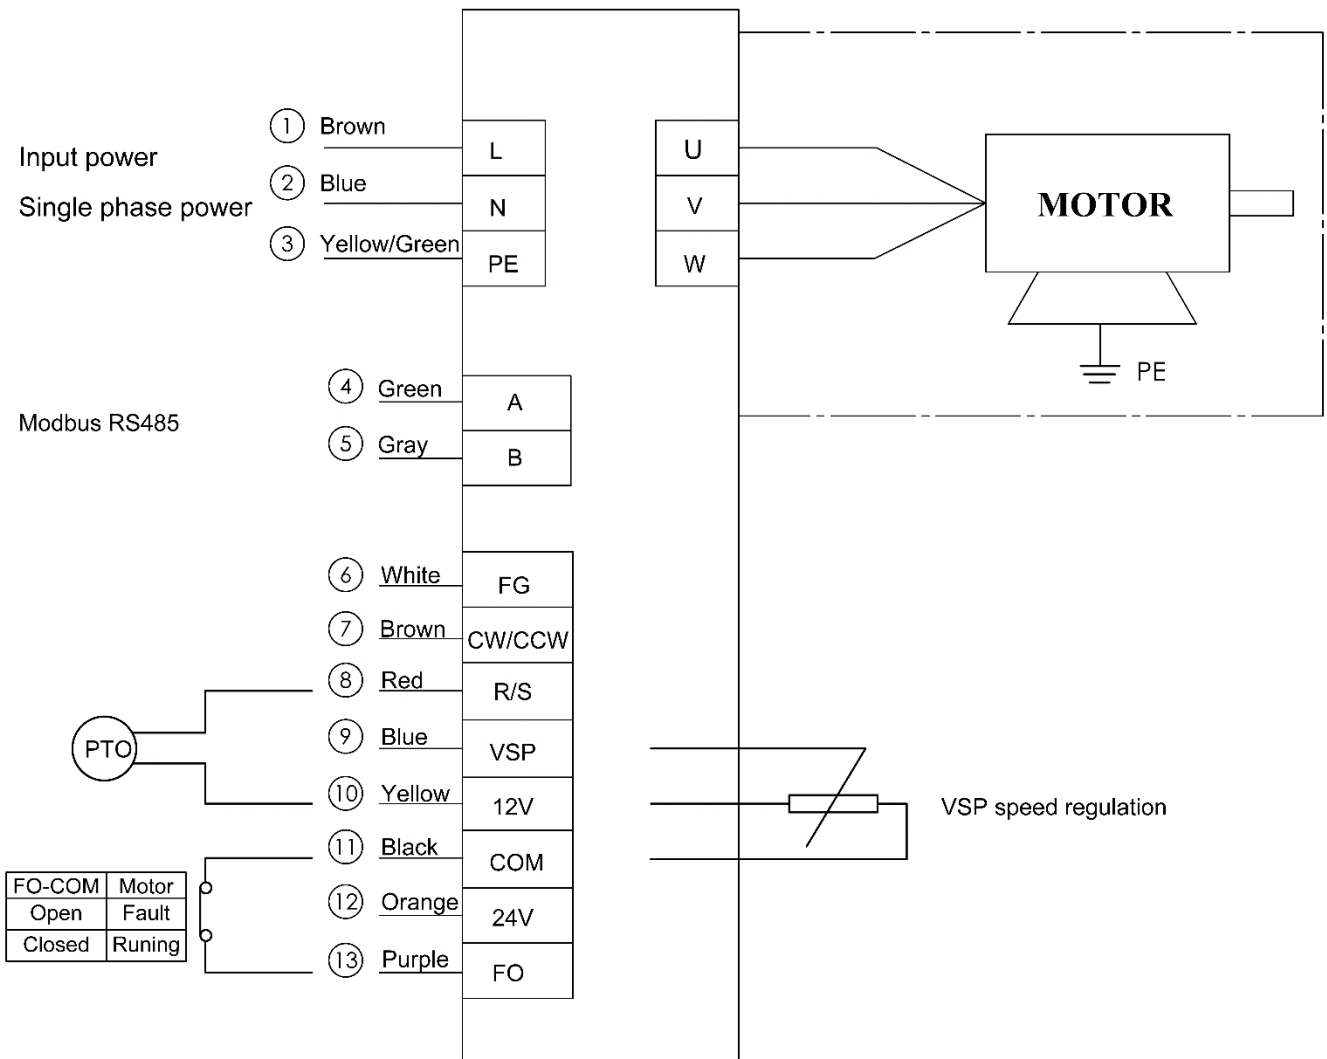 Input power
Single phase power
1 Brown L
2 Blue N
3 Yellow/Green PE
U
V
W
MOTOR
PE
Modbus RS485
4 Green A
5 Gray B
6 White FG
7 Brown CW/CCW
8 Red R/S
9 Blue VSP
10 Yellow 12V
11 Black COM
12 Orange 24V
13 Purple FO
PTO
VSP speed regulation
FO-COM Motor
Open Fault
Closed Runing